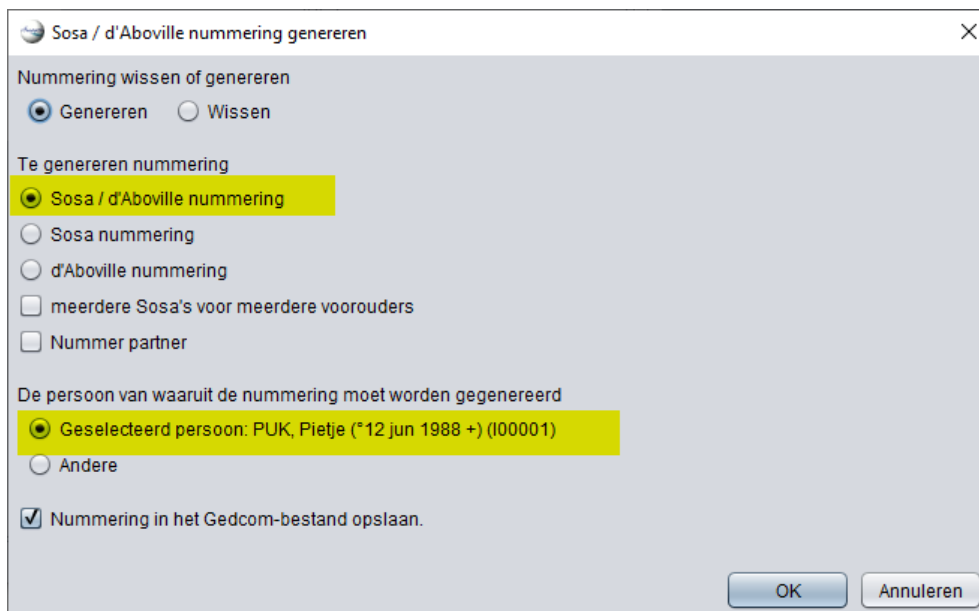 Sosa / d'Aboville nummering genereren
Nummering wissen of genereren
Genereren Wissen
Te genereren nummering
Sosa / d'Aboville nummering
Sosa nummering
d'Aboville nummering
meerdere Sosa's voor meerdere voorouders
Nummer partner
De persoon van waaruit de nummering moet worden gegenereerd
Geselecteerd persoon: PUK, Pietje (°12 jun 1988 +) (I00001)
Andere
Nummering in het Gedcom-bestand opslaan.
OK Annuleren